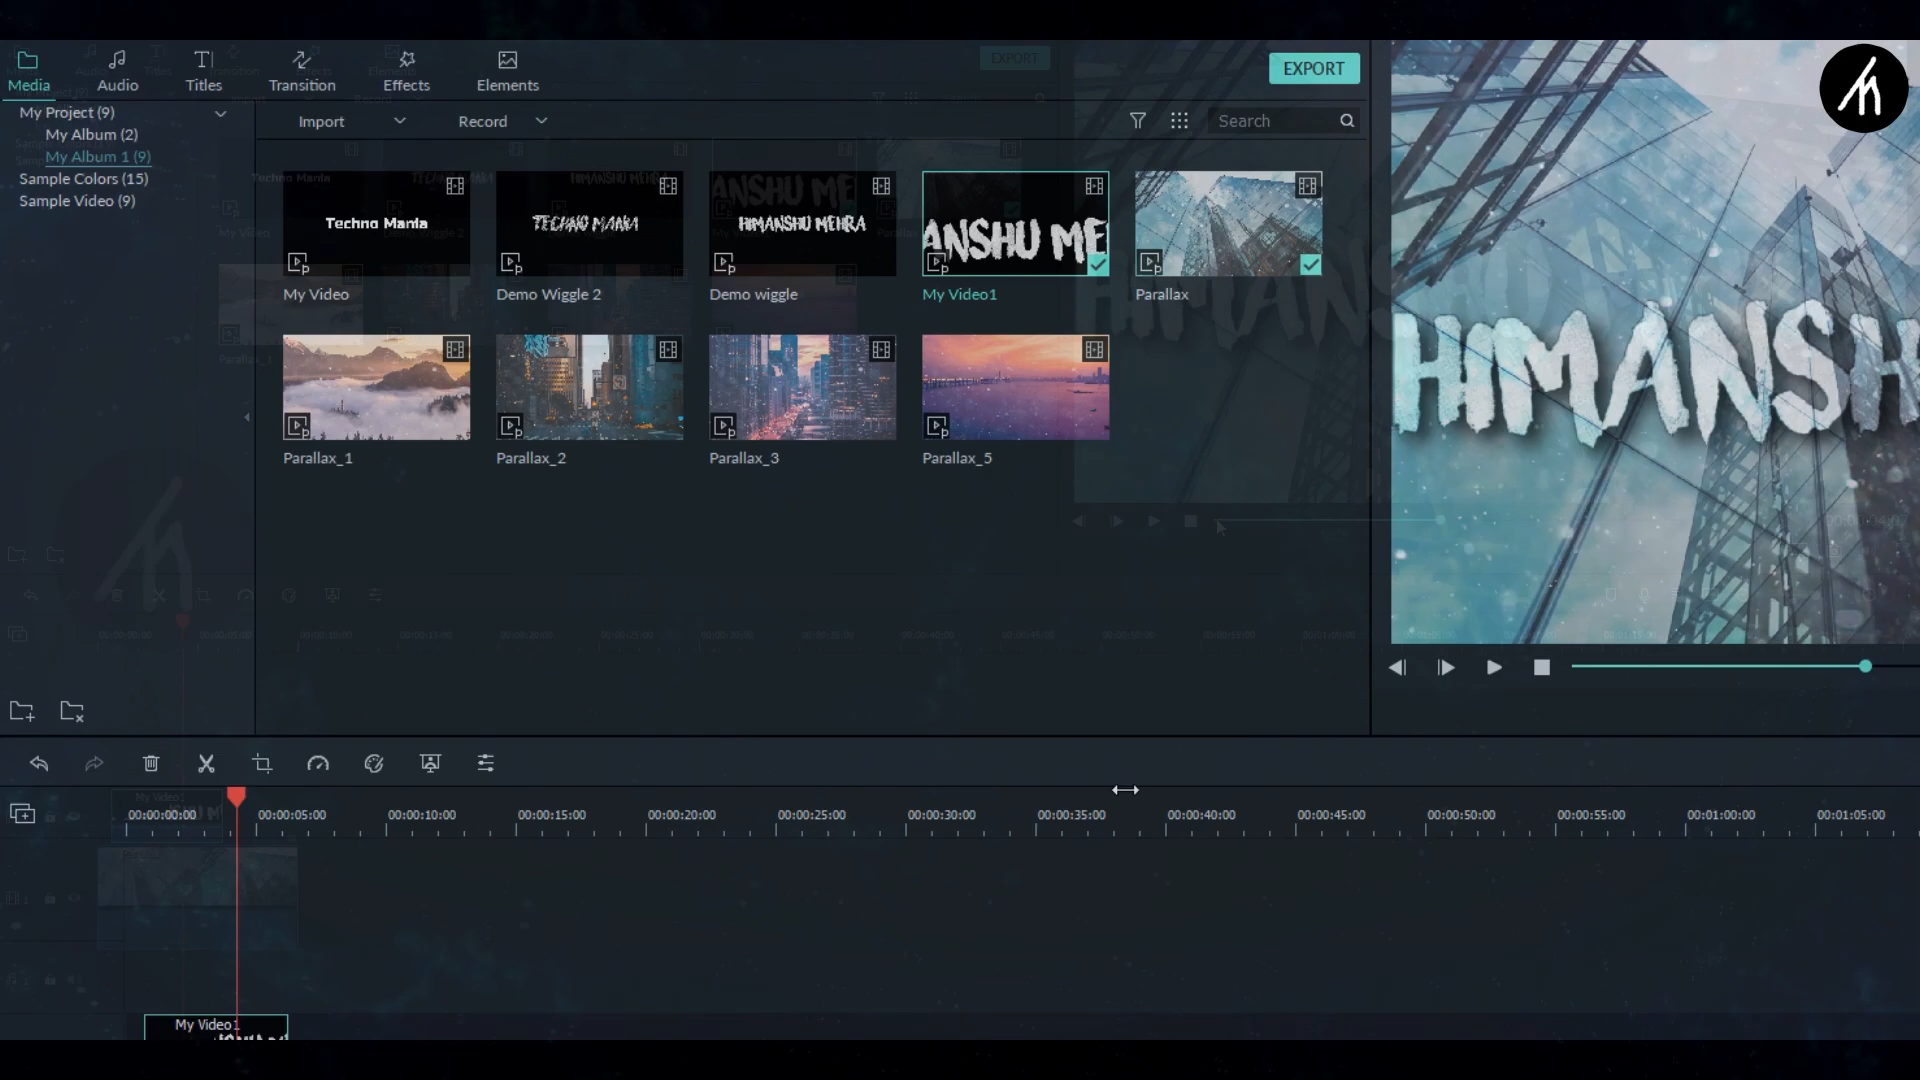 Media
Audio
Titles
Transition
Effects
Elements
EXPORT
EXPORT
My Project (9)
My Album (2)
My Album 1 (9)
Sample Colors (15)
Sample Video (9)
Import
Record
Search
Techno Mania
TECHNO MANIA
HIMANSHU MEHRA
ANSHU ME
My Video
Demo Wiggle 2
Demo wiggle
My Video1
Parallax
Parallax_1
Parallax_2
Parallax_3
Parallax_5
HIMANSH
00:00:00:00
00:00:05:00
00:00:10:00
00:00:15:00
00:00:20:00
00:00:25:00
00:00:30:00
00:00:35:00
00:00:40:00
00:00:45:00
00:00:50:00
00:00:55:00
00:01:00:00
00:01:05:00
My Video1
My Video1